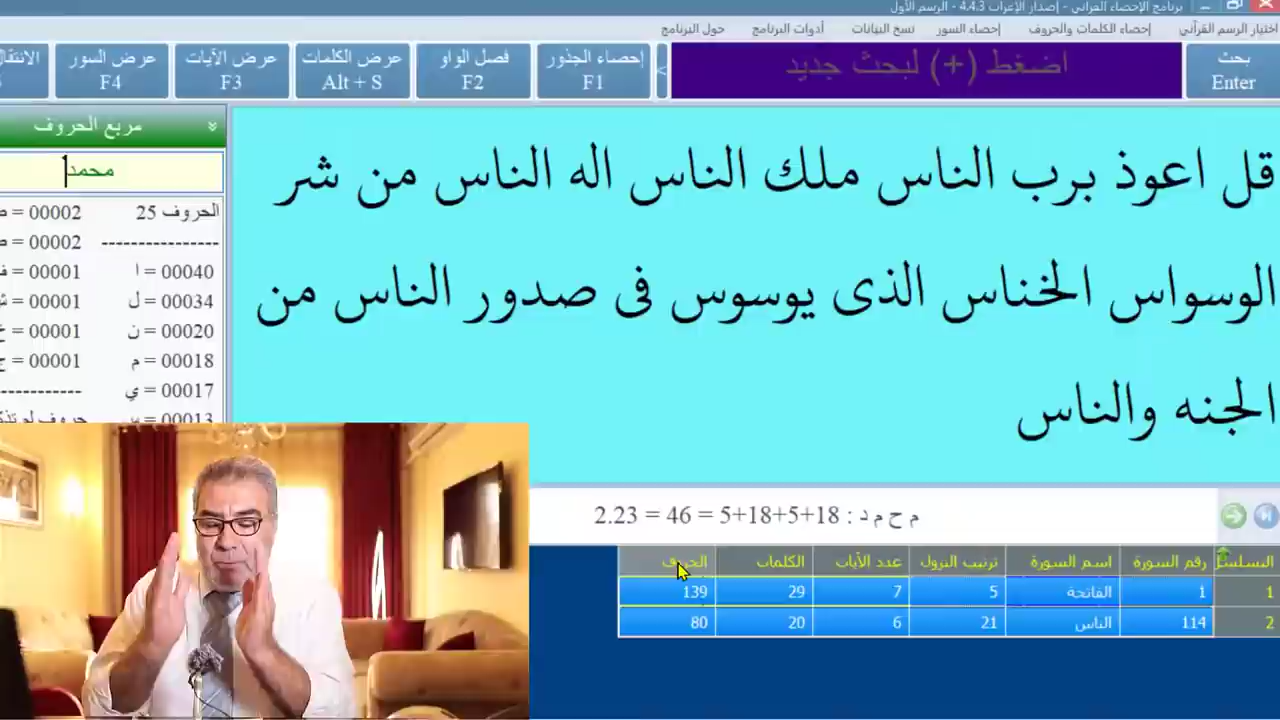 برنامج الإحصاء القرآني - إصدار الإعراب 4.4.3 - الرسم الأول
اختيار الرسم القرآني إحصاء الكلمات والحروف إحصاء السور نسخ البيانات أدوات البرنامج حول البرنامج
بحث
Enter
اضغط (+) لبحث جديد
>
إحصاء الجذور
F1
فصل الواو
F2
عرض الكلمات
Alt + S
عرض الآيات
F3
عرض السور
F4
مربع الحروف
محمد
الحروف 25
00002 =
----------------
00002 =
00040 = ا
00001 =
00034 = ل
00001 =
00020 = ن
00001 =
00018 = م
00001 =
00017 = ي
00013 = س
قل اعوذ برب الناس ملك الناس اله الناس من شر
الوسواس الخناس الذى يوسوس فى صدور الناس من
الجنه والناس
م ح م د : 18+5+18+5 = 46 = 2.23
التسلسل رقم السورة اسم السورة ترتيب النزول عدد الآيات الكلمات الحروف
1 1 الفاتحة 5 7 29 139
2 114 الناس 21 6 20 80